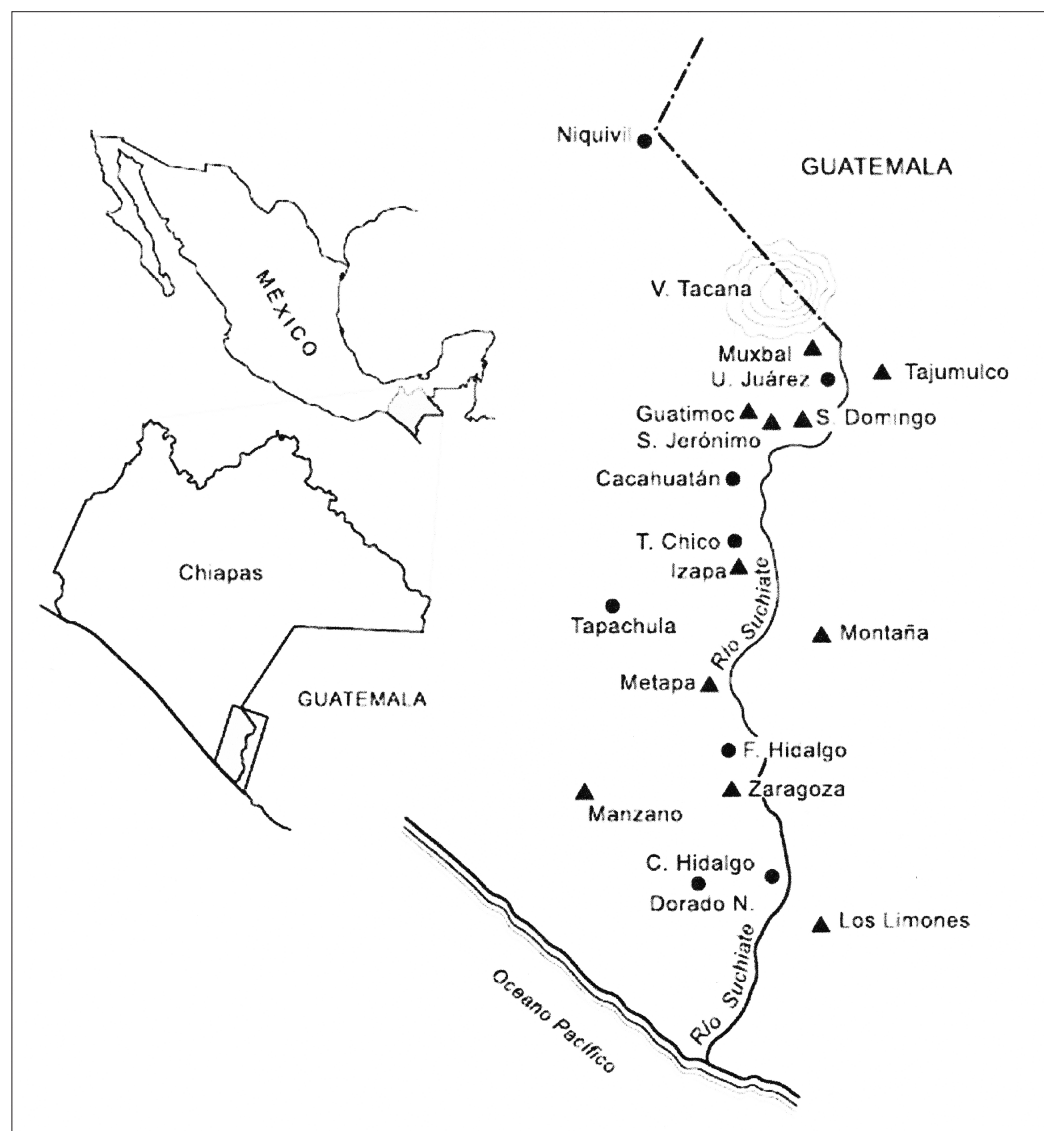 Niquivil
GUATEMALA
MÉXICO
V. Tacana
Muxbal
U. Juárez
Tajumulco
Guatimoc
S. Domingo
S. Jerónimo
Cacahuatán
T. Chico
Izapa
Chiapas
Río Suchiate
Tapachula
Montaña
Metapa
GUATEMALA
F. Hidalgo
Zaragoza
Manzano
C. Hidalgo
Dorado N.
Los Limones
Río Suchiate
Oceano Pacífico